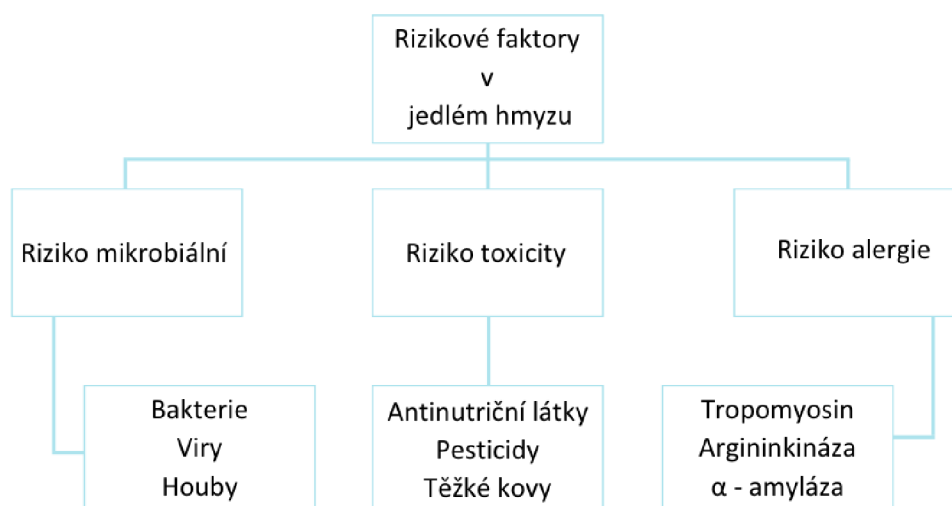 Rizikové faktory
v
jedlém hmyzu
Riziko mikrobiální
Riziko toxicity
Riziko alergie
Bakterie
Viry
Houby
Antinutriční látky
Pesticidy
Těžké kovy
Tropomyosin
Argininkináza
α - amyláza